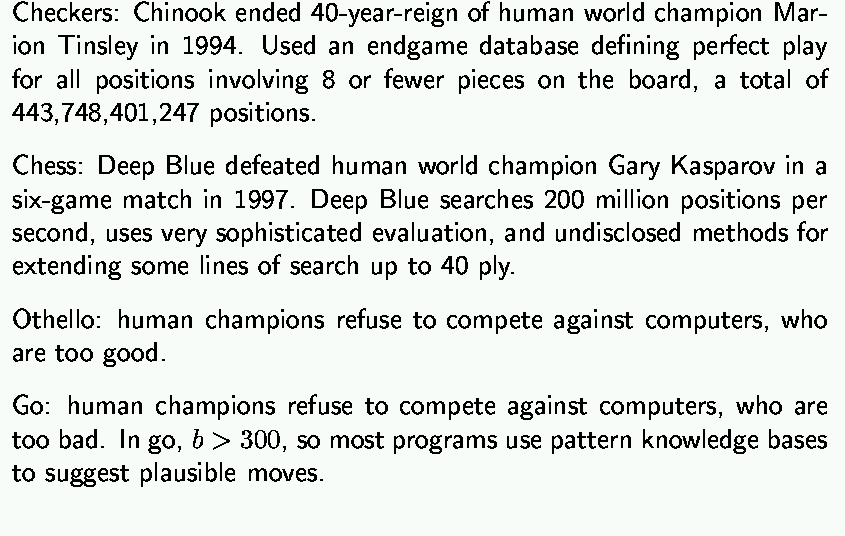 Checkers: Chinook ended 40-year-reign of human world champion Mar-
ion Tinsley in 1994. Used an endgame database defining perfect play
for all positions involving 8 or fewer pieces on the board, a total of
443,748,401,247 positions.
Chess: Deep Blue defeated human world champion Gary Kasparov in a
six-game match in 1997. Deep Blue searches 200 million positions per
second, uses very sophisticated evaluation, and undisclosed methods for
extending some lines of search up to 40 ply.
Othello: human champions refuse to compete against computers, who
are too good.
Go: human champions refuse to compete against computers, who are
too bad. In go, b > 300, so most programs use pattern knowledge bases
to suggest plausible moves.